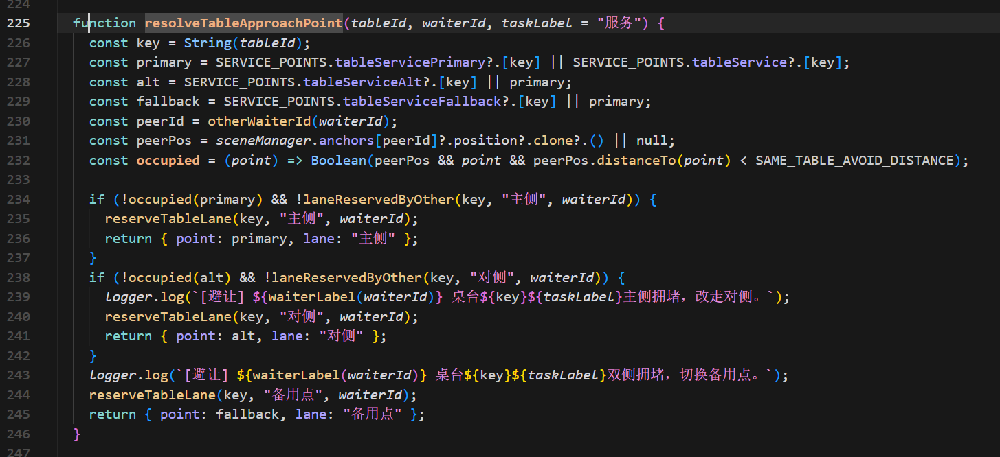 224
225 function resolveTableApproachPoint(tableId, waiterId, taskLabel = "服务") {
226 const key = String(tableId);
227 const primary = SERVICE_POINTS.tableServicePrimary?.[key] || SERVICE_POINTS.tableService?.[key];
228 const alt = SERVICE_POINTS.tableServiceAlt?.[key] || primary;
229 const fallback = SERVICE_POINTS.tableServiceFallback?.[key] || primary;
230 const peerId = otherWaiterId(waiterId);
231 const peerPos = sceneManager.anchors[peerId]?.position?.clone?.() || null;
232 const occupied = (point) => Boolean(peerPos && point && peerPos.distanceTo(point) < SAME_TABLE_AVOID_DISTANCE);
233
234 if (!occupied(primary) && !laneReservedByOther(key, "主侧", waiterId)) {
235 reserveTableLane(key, "主侧", waiterId);
236 return { point: primary, lane: "主侧" };
237 }
238 if (!occupied(alt) && !laneReservedByOther(key, "对侧", waiterId)) {
239 logger.log(`[避让] ${waiterLabel(waiterId)} 桌台${key}${taskLabel}主侧拥堵，改走对侧。`);
240 reserveTableLane(key, "对侧", waiterId);
241 return { point: alt, lane: "对侧" };
242 }
243 logger.log(`[避让] ${waiterLabel(waiterId)} 桌台${key}${taskLabel}双侧拥堵，切换备用点。`);
244 reserveTableLane(key, "备用点", waiterId);
245 return { point: fallback, lane: "备用点" };
246 }
247